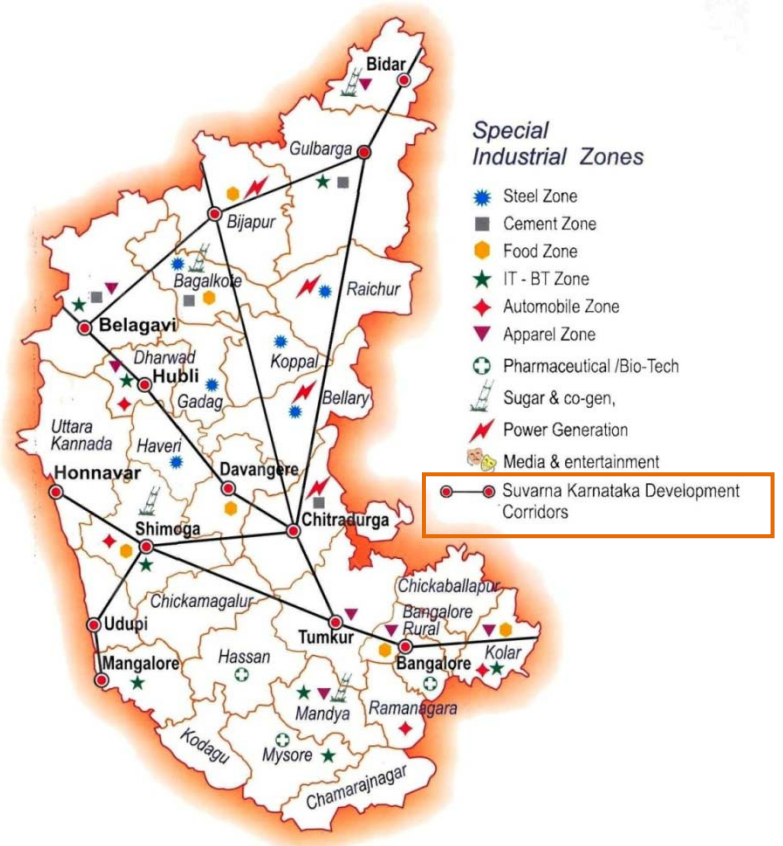 Bidar
Gulbarga
Bijapur
Bagalkote
Raichur
Belagavi
Dharwad
Hubli
Koppal
Gadag
Bellary
Uttara
Kannada
Haveri
Honnavar
Davangere
Chitradurga
Shimoga
Chickaballapur
Chickamagalur
Bangalore
Rural
Udupi
Tumkur
Kolar
Mangalore
Hassan
Bangalore
Mandya
Ramanagara
Kodagu
Mysore
Chamarajnagar
Special
Industrial Zones
Steel Zone
Cement Zone
Food Zone
IT - BT Zone
Automobile Zone
Apparel Zone
Pharmaceutical /Bio-Tech
Sugar & co-gen,
Power Generation
Media & entertainment
Suvarna Karnataka Development
Corridors